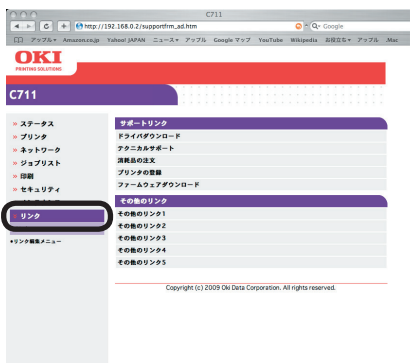 C711
http://192.168.0.2/supportfrm_ad.htm
Q- Google
アップル Amazon.co.jp Yahoo! JAPAN ニュース Google マップ YouTube Wikipedia お役立ち アップル .Mac
OKI
PRINTING SOLUTIONS
C711
ステータス
プリンタ
ネットワーク
ジョブリスト
印刷
セキュリティ
リンク
リンク編集メニュー
サポートリンク
ドライバダウンロード
テクニカルサポート
消耗品の注文
プリンタの登録
ファームウェアダウンロード
その他のリンク
その他のリンク1
その他のリンク2
その他のリンク3
その他のリンク4
その他のリンク5
Copyright (c) 2009 Oki Data Corporation. All rights reserved.